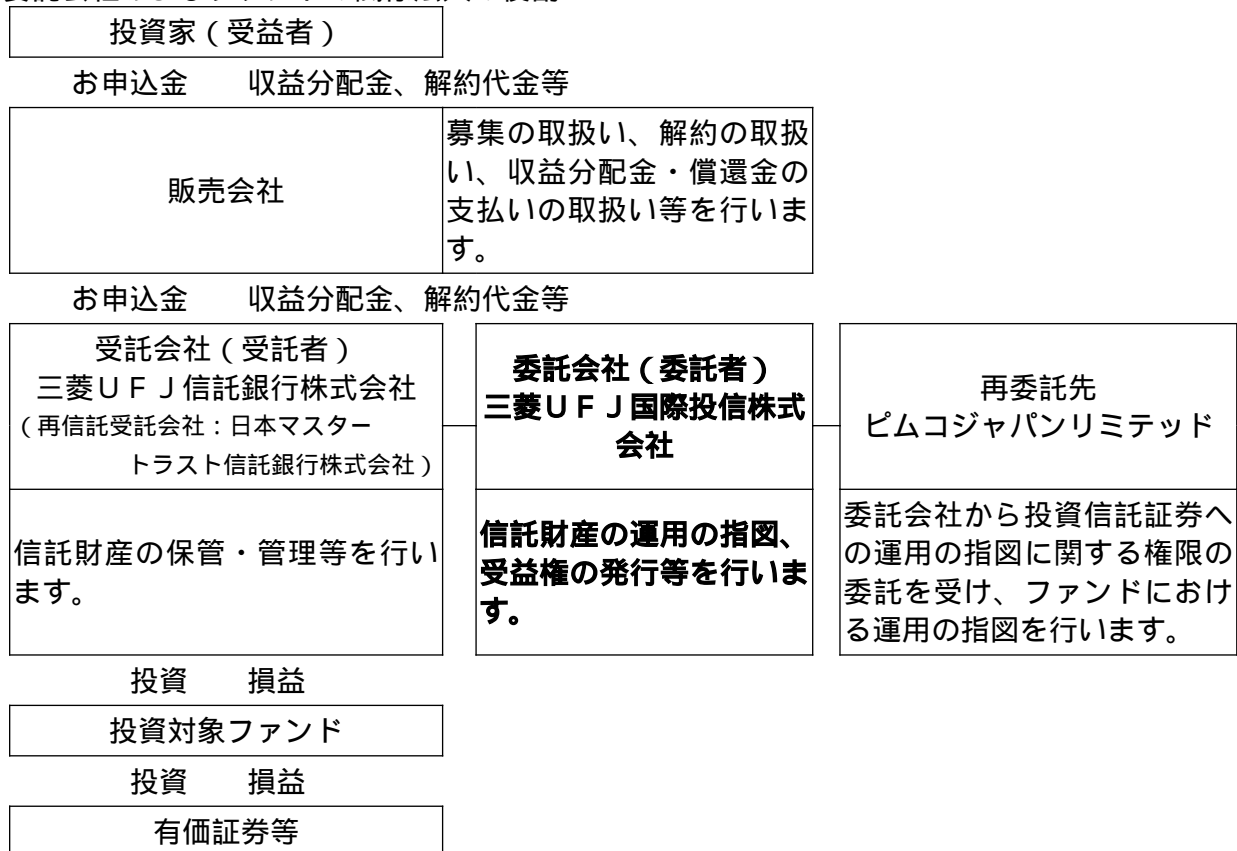 投資家（受益者）
お申込金　　収益分配金、解約代金等
販売会社
募集の取扱い、解約の取扱
い、収益分配金・償還金の
支払いの取扱い等を行いま
す。
お申込金　　収益分配金、解約代金等
受託会社（受託者）
三菱ＵＦＪ信託銀行株式会社
（再信託受託会社：日本マスター
トラスト信託銀行株式会社）
委託会社（委託者）
三菱ＵＦＪ国際投信株式
会社
再委託先
ピムコジャパンリミテッド
信託財産の保管・管理等を行い
ます。
信託財産の運用の指図、
受益権の発行等を行いま
す。
委託会社から投資信託証券へ
の運用の指図に関する権限の
委託を受け、ファンドにおけ
る運用の指図を行います。
投資　　損益
投資対象ファンド
投資　　損益
有価証券等